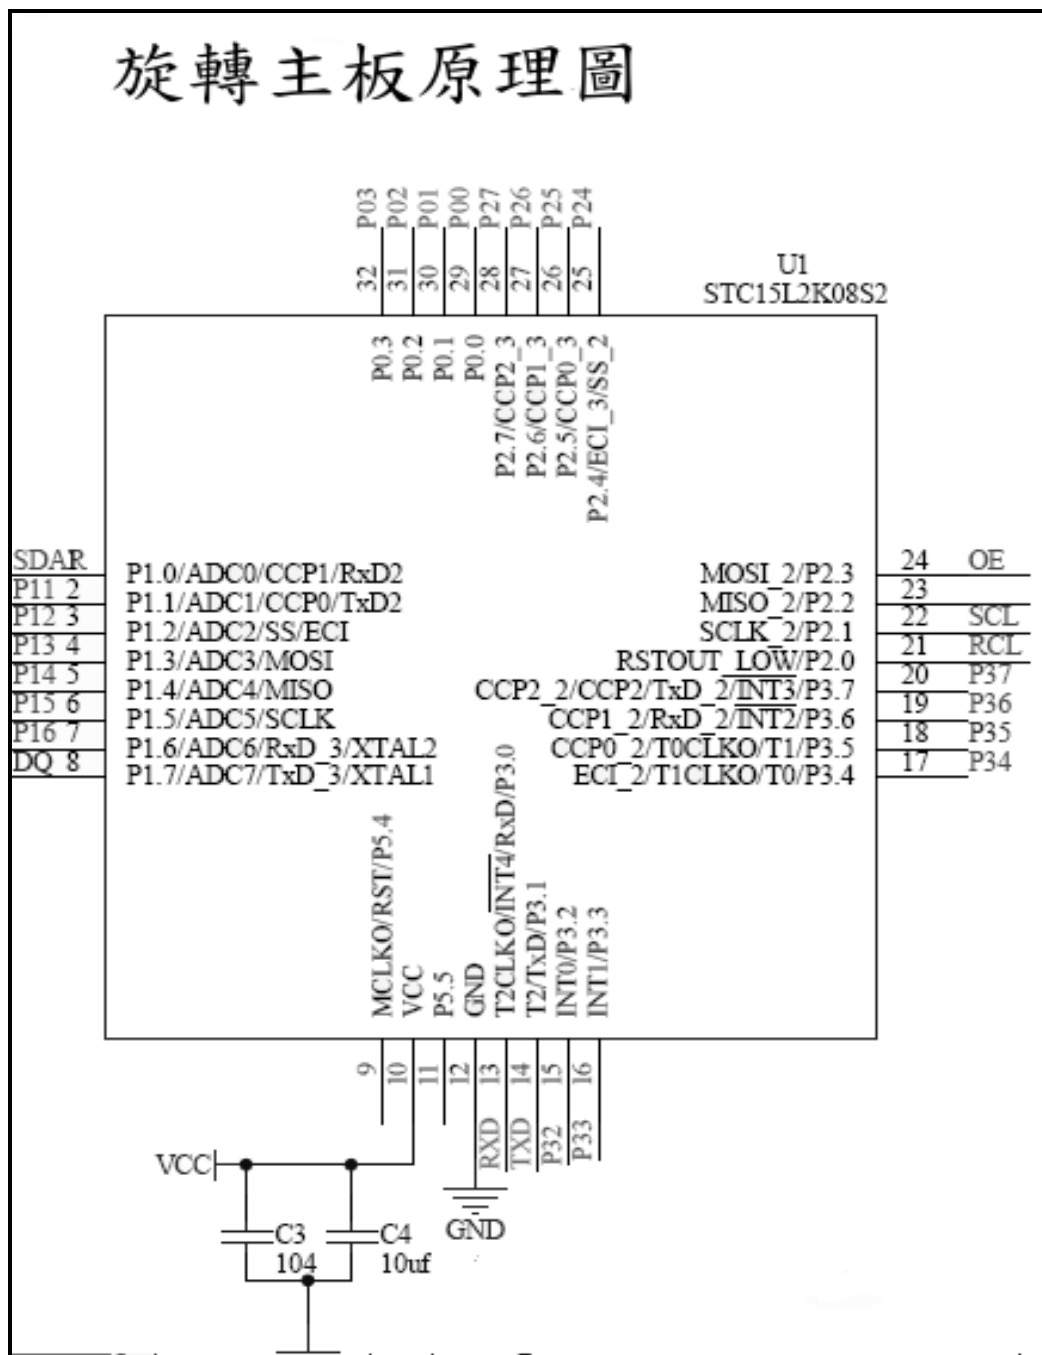 旋轉主板原理圖
P03 P02 P01 P00 P27 P26 P25 P24
32 31 30 29 28 27 26 25
U1
STC15L2K08S2
P0.3
P0.2
P0.1
P0.0
P2.7/CCP2_3
P2.6/CCP1_3
P2.5/CCP0_3
P2.4/ECI_3/SS_2
SDAR 1 P1.0/ADC0/CCP1/RxD2
P11 2 P1.1/ADC1/CCP0/TxD2
P12 3 P1.2/ADC2/SS/ECI
P13 4 P1.3/ADC3/MOSI
P14 5 P1.4/ADC4/MISO
P15 6 P1.5/ADC5/SCLK
P16 7 P1.6/ADC6/RxD_3/XTAL2
DQ 8 P1.7/ADC7/TxD_3/XTAL1
MOSI_2/P2.3 24 OE
MISO_2/P2.2 23
SCLK_2/P2.1 22 SCL
RSTOUT_LOW/P2.0 21 RCL
CCP2_2/CCP2/TxD_2/INT3/P3.7 20 P37
CCP1_2/RxD_2/INT2/P3.6 19 P36
CCP0_2/T0CLKO/T1/P3.5 18 P35
ECI_2/T1CLKO/T0/P3.4 17 P34
MCLKO/RST/P5.4
VCC
P5.5
GND
T2CLKO/INT4/RxD/P3.0
T2/TxD/P3.1
INT0/P3.2
INT1/P3.3
9 10 11 12 13 14 15 16
RXD TXD P32 P33
VCC
GND
C3
104
C4
10uf